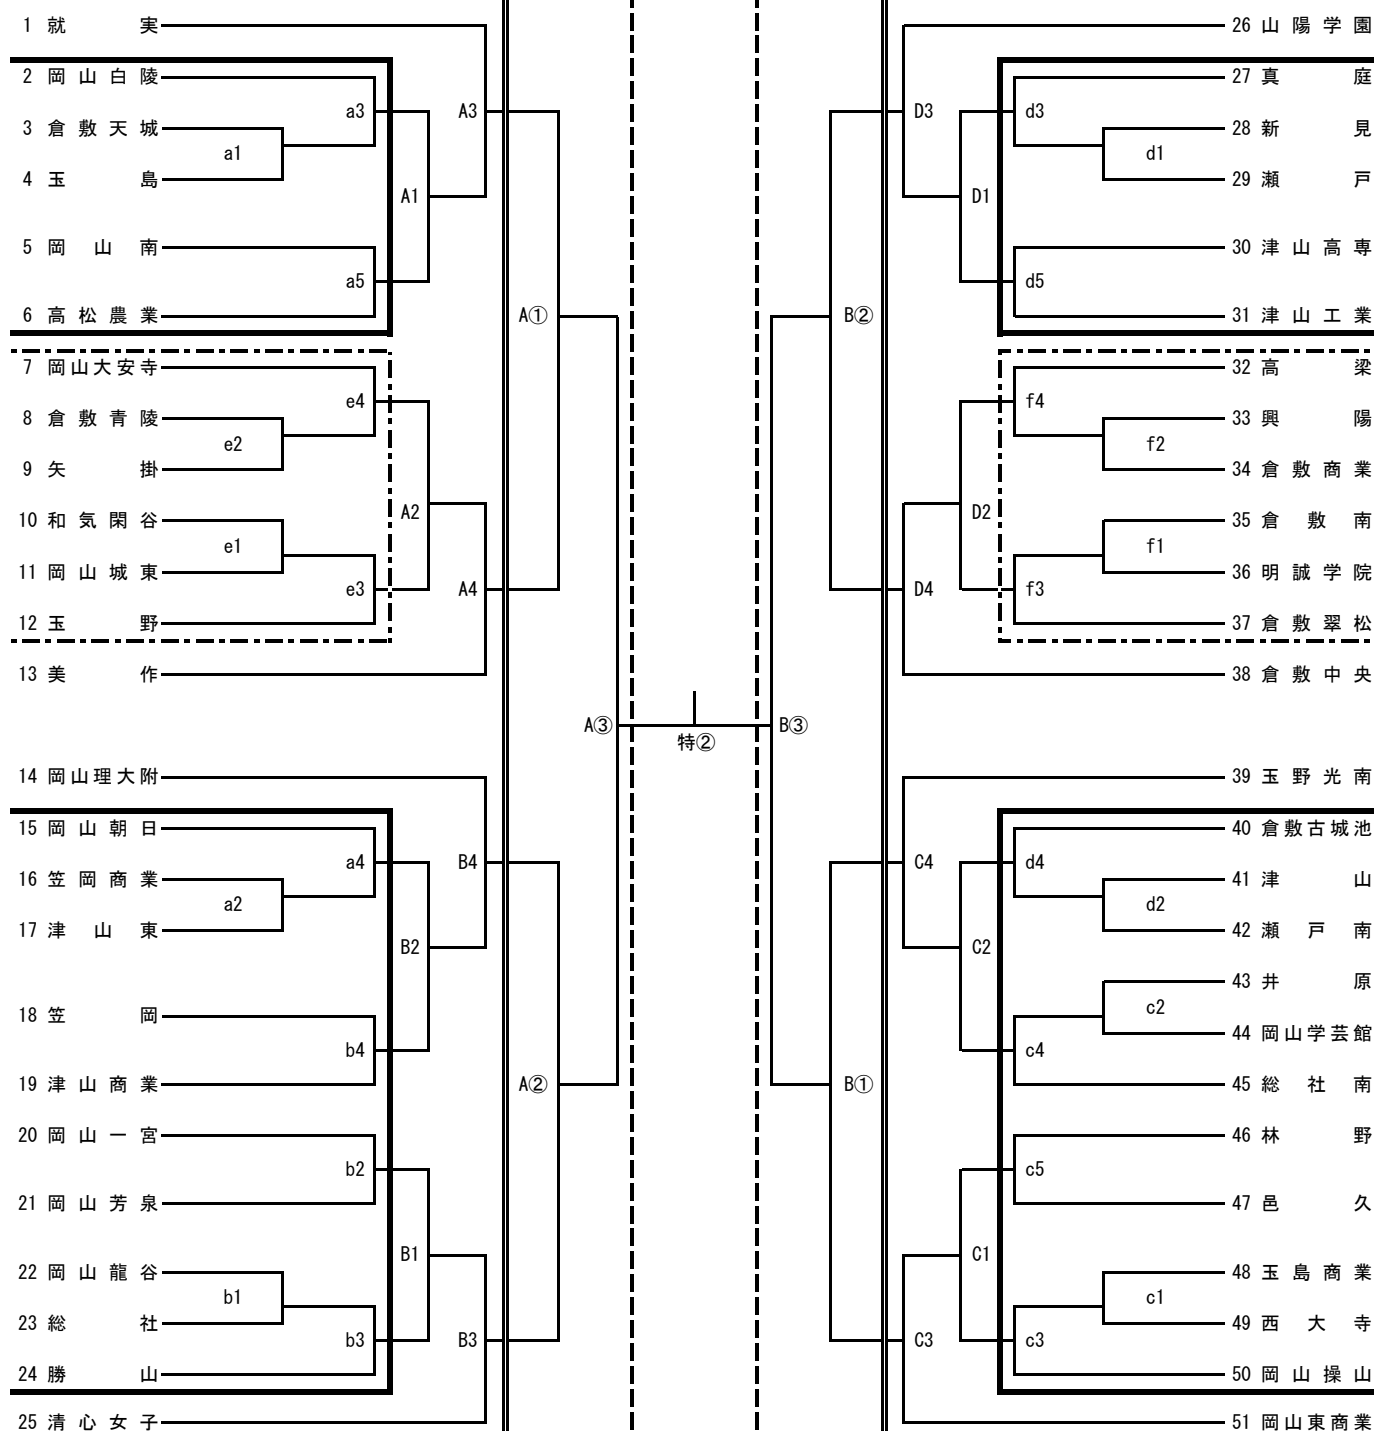 1 就実
2 岡山白陵
a3
3 倉敷天城
a1
4 玉島
A3
A1
5 岡山南
a5
6 高松農業
A①
7 岡山大安寺
e4
8 倉敷青陵
e2
9 矢掛
A2
10 和気閑谷
e1
11 岡山城東
e3
A4
12 玉野
13 美作
A③
14 岡山理大附
15 岡山朝日
a4
B4
16 笠岡商業
a2
17 津山東
B2
18 笠岡
b4
19 津山商業
A②
20 岡山一宮
b2
21 岡山芳泉
B1
22 岡山龍谷
b1
23 総社
b3
B3
24 勝山
25 清心女子
特②
26 山陽学園
27 真庭
D3
d3
28 新見
d1
29 瀬戸
D1
30 津山高専
d5
31 津山工業
B②
32 高梁
f4
33 興陽
f2
34 倉敷商業
D2
35 倉敷南
f1
36 明誠学院
D4
f3
37 倉敷翠松
38 倉敷中央
B③
39 玉野光南
40 倉敷古城池
C4
d4
41 津山
d2
42 瀬戸南
C2
43 井原
c2
44 岡山学芸館
c4
45 総社南
B①
46 林野
c5
47 邑久
C1
48 玉島商業
c1
49 西大寺
C3
c3
50 岡山操山
51 岡山東商業